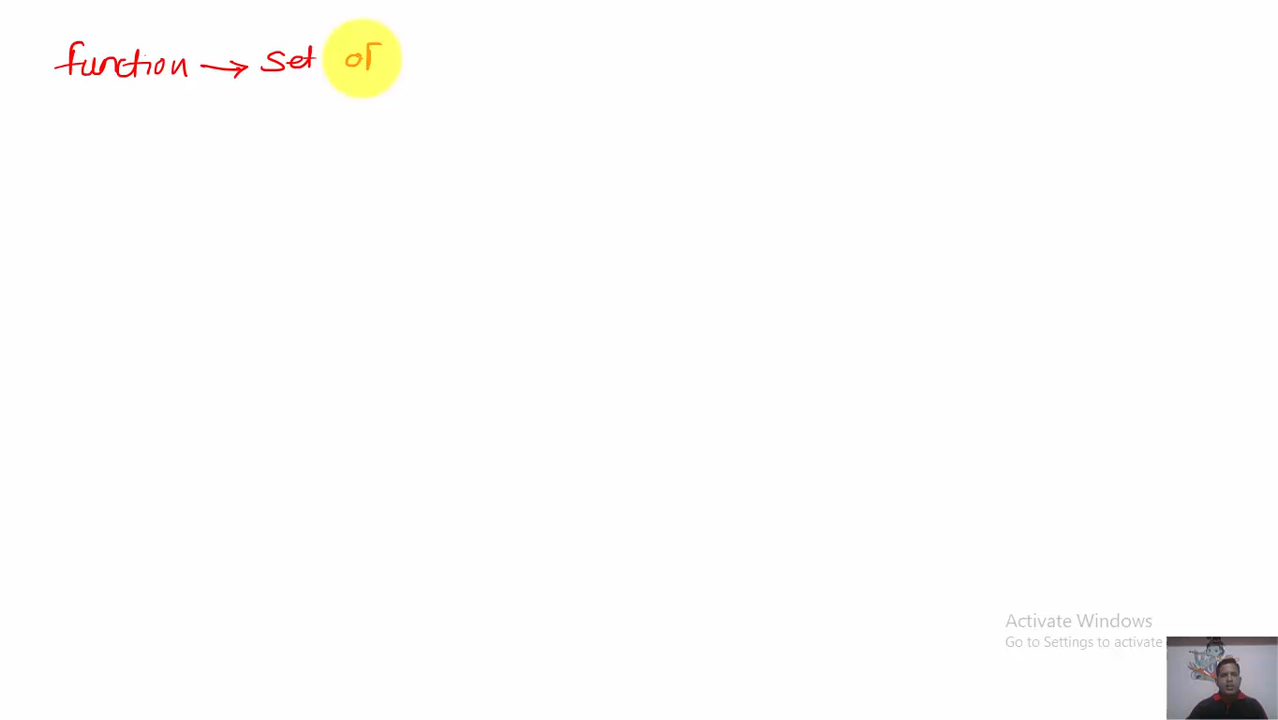 function → set of
Activate Windows
Go to Settings to activate